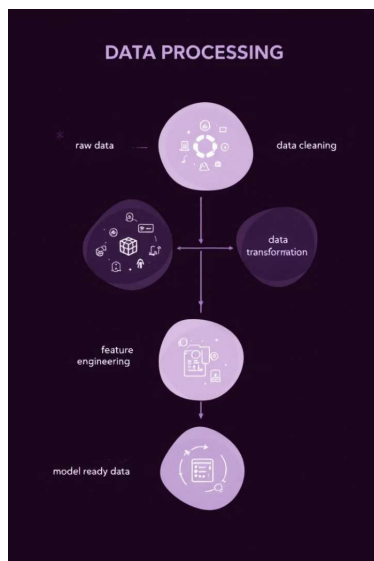 DATA PROCESSING
raw data
data cleaning
data
transformation
feature
engineering
model ready data